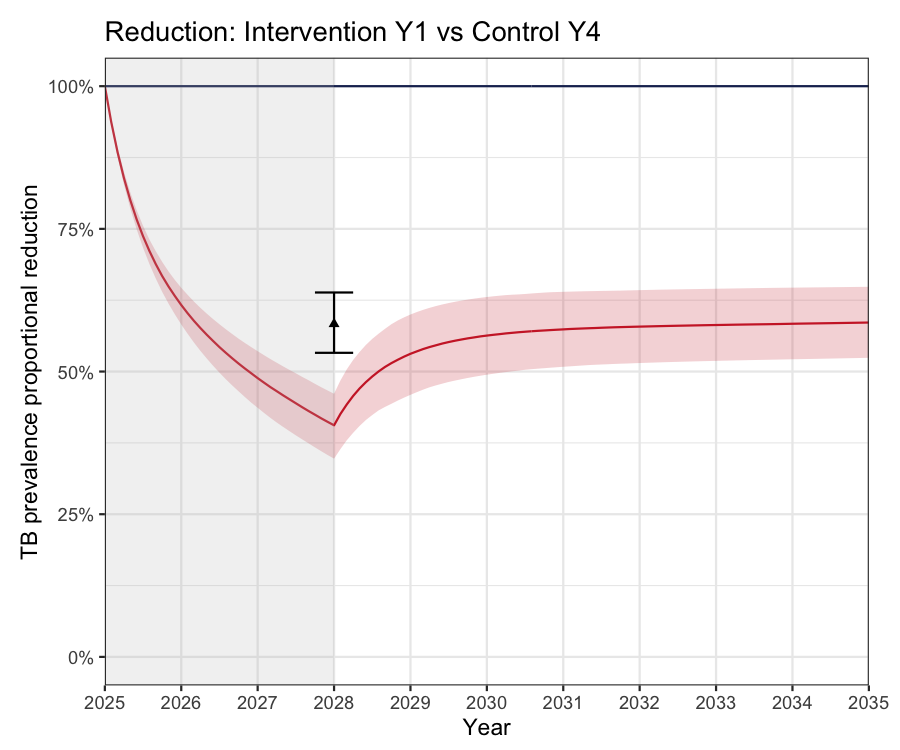 Reduction: Intervention Y1 vs Control Y4
TB prevalence proportional reduction
100%
75%
50%
25%
0%
2025 2026 2027 2028 2029 2030 2031 2032 2033 2034 2035
Year